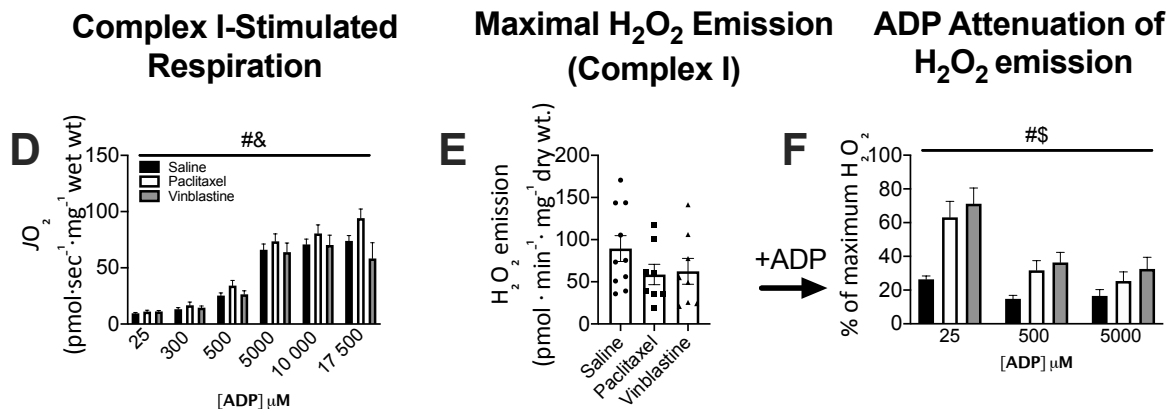 Complex I-Stimulated
Respiration
D
JO₂
(pmol·sec⁻¹·mg⁻¹ wet wt)
#&
150
100
50
0
Saline
Paclitaxel
Vinblastine
25
300
500
5000
10 000
17 500
[ADP] μM
Maximal H₂O₂ Emission
(Complex I)
E
H₂O₂ emission
(pmol · min⁻¹· mg⁻¹ dry wt.)
200
150
100
50
0
Saline
Paclitaxel
Vinblastine
+ADP
ADP Attenuation of
H₂O₂ emission
F
% of maximum H₂O₂
#$
100
80
60
40
20
0
25
500
5000
[ADP] μM